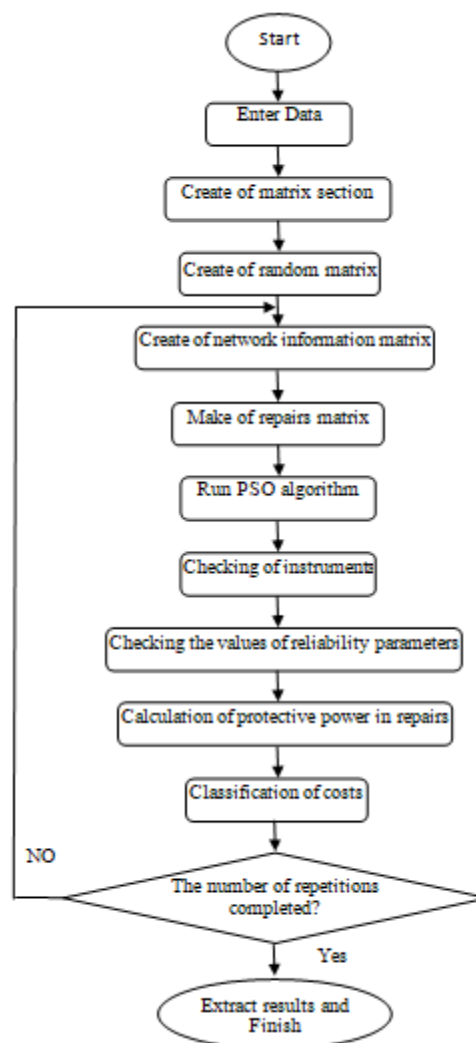 Start
Enter Data
Create of matrix section
Create of random matrix
Create of network information matrix
Make of repairs matrix
Run PSO algorithm
Checking of instruments
Checking the values of reliability parameters
Calculation of protective power in repairs
Classification of costs
NO
The number of repetitions
completed?
Yes
Extract results and
Finish